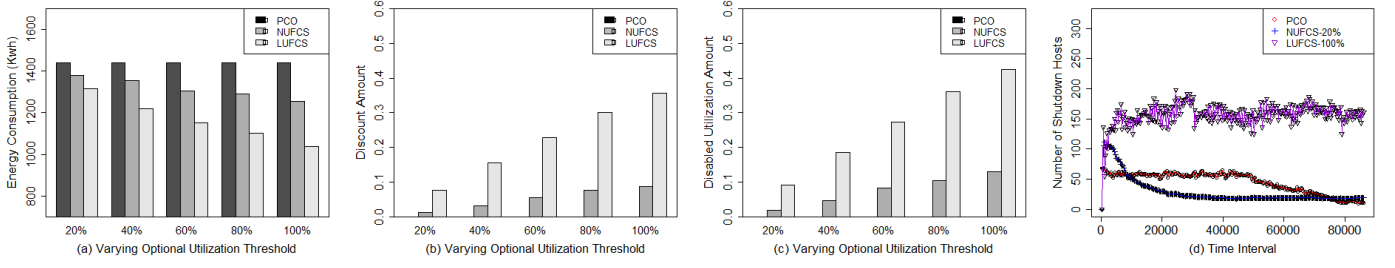 Energy Consumption (Kwh)
1600
1400
1200
1000
800
PCO
NUFCS
LUFCS
20%
40%
60%
80%
100%
(a) Varying Optional Utilization Threshold
Discount Amount
0.6
0.5
0.4
0.3
0.2
0.1
0.0
PCO
NUFCS
LUFCS
20%
40%
60%
80%
100%
(b) Varying Optional Utilization Threshold
Disabled Utilization Amount
0.6
0.5
0.4
0.3
0.2
0.1
0.0
PCO
NUFCS
LUFCS
20%
40%
60%
80%
100%
(c) Varying Optional Utilization Threshold
Number of Shutdown Hosts
300
250
200
150
100
50
0
PCO
NUFCS-20%
LUFCS-100%
0
20000
40000
60000
80000
(d) Time Interval